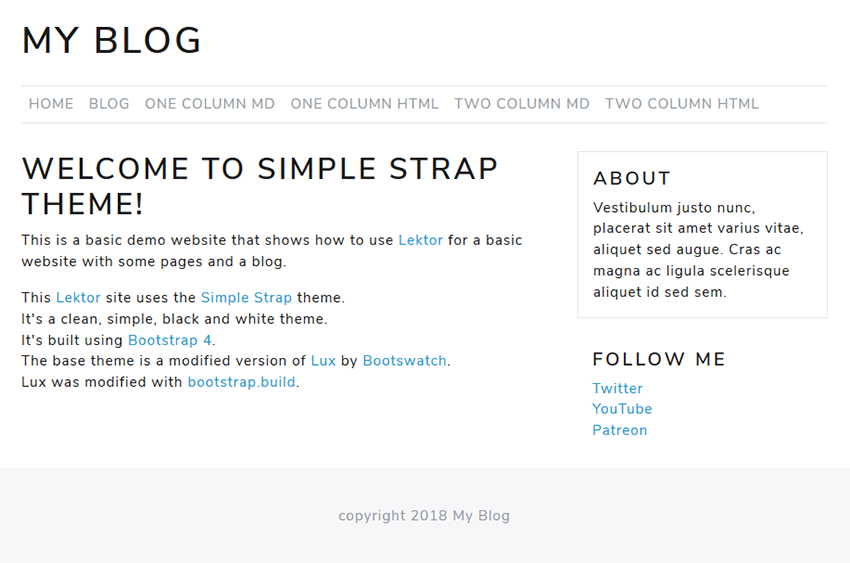 MY BLOG
HOME BLOG ONE COLUMN MD ONE COLUMN HTML TWO COLUMN MD TWO COLUMN HTML
WELCOME TO SIMPLE STRAP
THEME!
This is a basic demo website that shows how to use Lektor for a basic
website with some pages and a blog.
This Lektor site uses the Simple Strap theme.
It's a clean, simple, black and white theme.
It's built using Bootstrap 4.
The base theme is a modified version of Lux by Bootswatch.
Lux was modified with bootstrap.build.
ABOUT
Vestibulum justo nunc,
placerat sit amet varius vitae,
aliquet sed augue. Cras ac
magna ac ligula scelerisque
aliquet id sed sem.
FOLLOW ME
Twitter
YouTube
Patreon
copyright 2018 My Blog